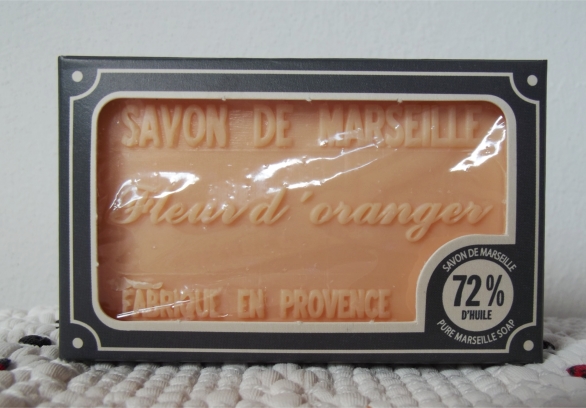 SAVON DE MARSEILLE
Fleur d'oranger
FABRIQUE EN PROVENCE
SAVON DE MARSEILLE
72%
D'HUILE
PURE MARSEILLE SOAP